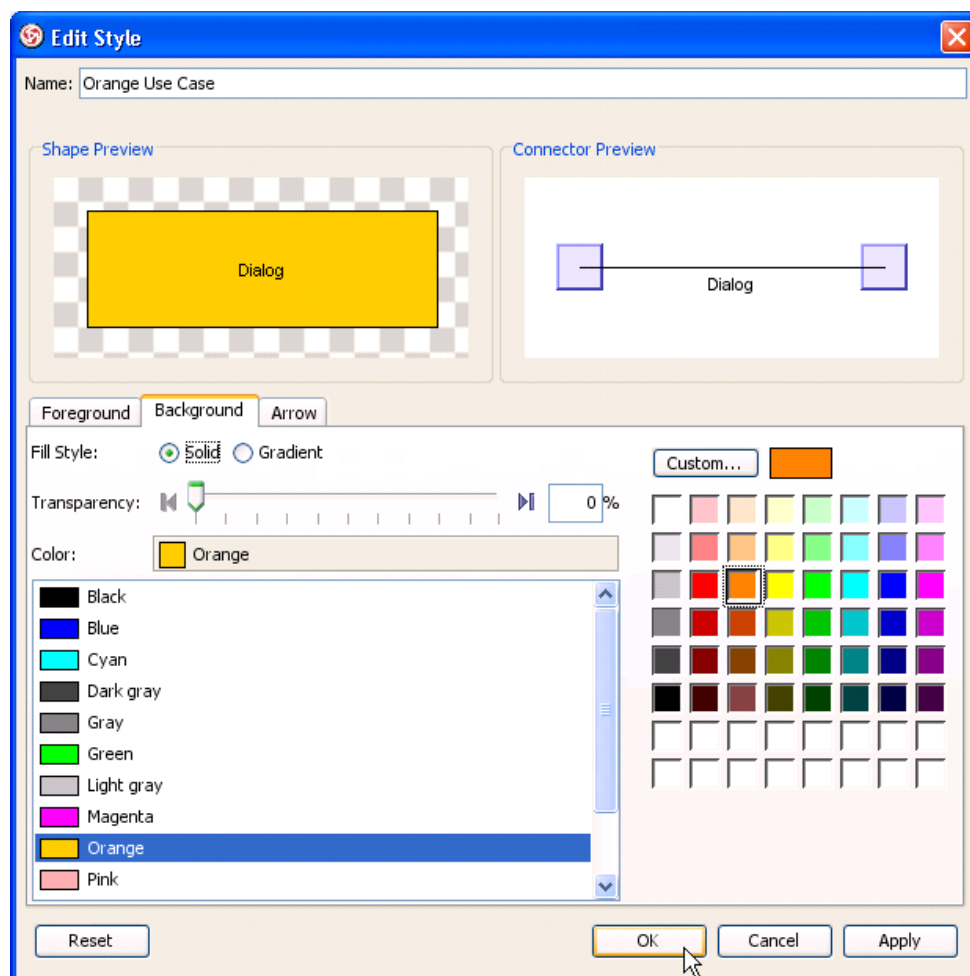 Edit Style
Name: Orange Use Case
Shape Preview
Connector Preview
Dialog
Dialog
Foreground Background Arrow
Fill Style: Solid Gradient
Custom...
Transparency: 0 %
Color: Orange
Black
Blue
Cyan
Dark gray
Gray
Green
Light gray
Magenta
Orange
Pink
Reset OK Cancel Apply